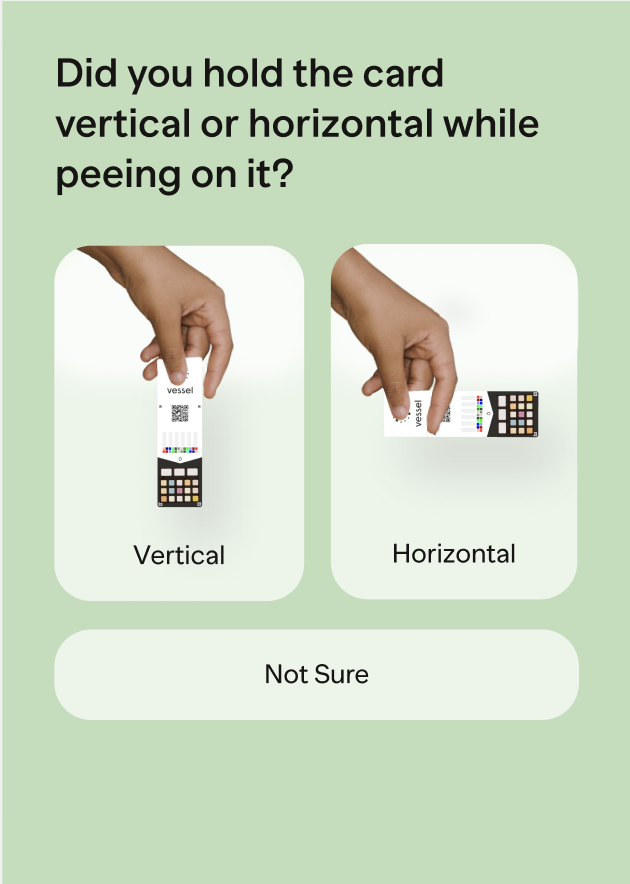 Did you hold the card
vertical or horizontal while
peeing on it?
vessel
vessel
Vertical
Horizontal
Not Sure